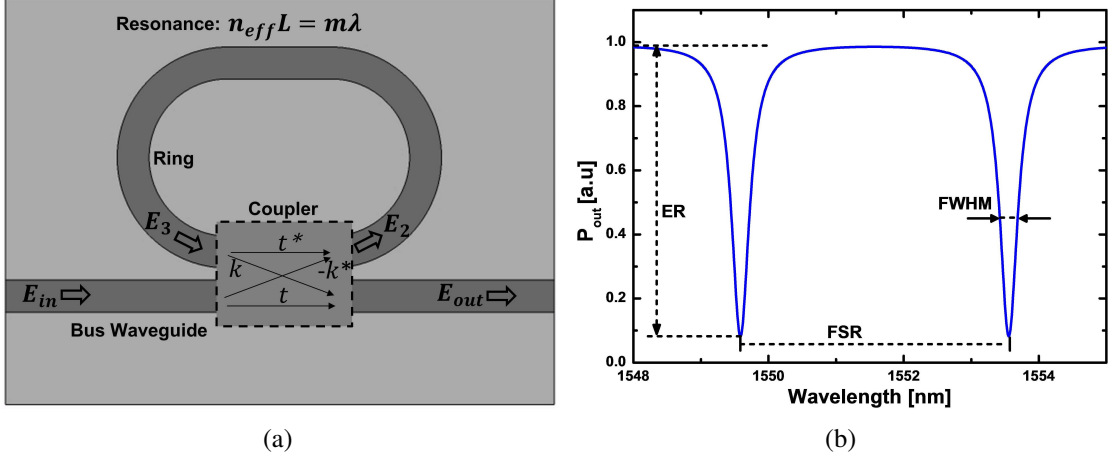 Resonance: n_eff L = mλ
Ring
Coupler
E_3
E_2
t*
k
-k*
t
E_in
E_out
Bus Waveguide
(a)
P_out [a.u]
1.0
0.8
0.6
0.4
0.2
0.0
ER
FWHM
FSR
1548
1550
1552
1554
Wavelength [nm]
(b)